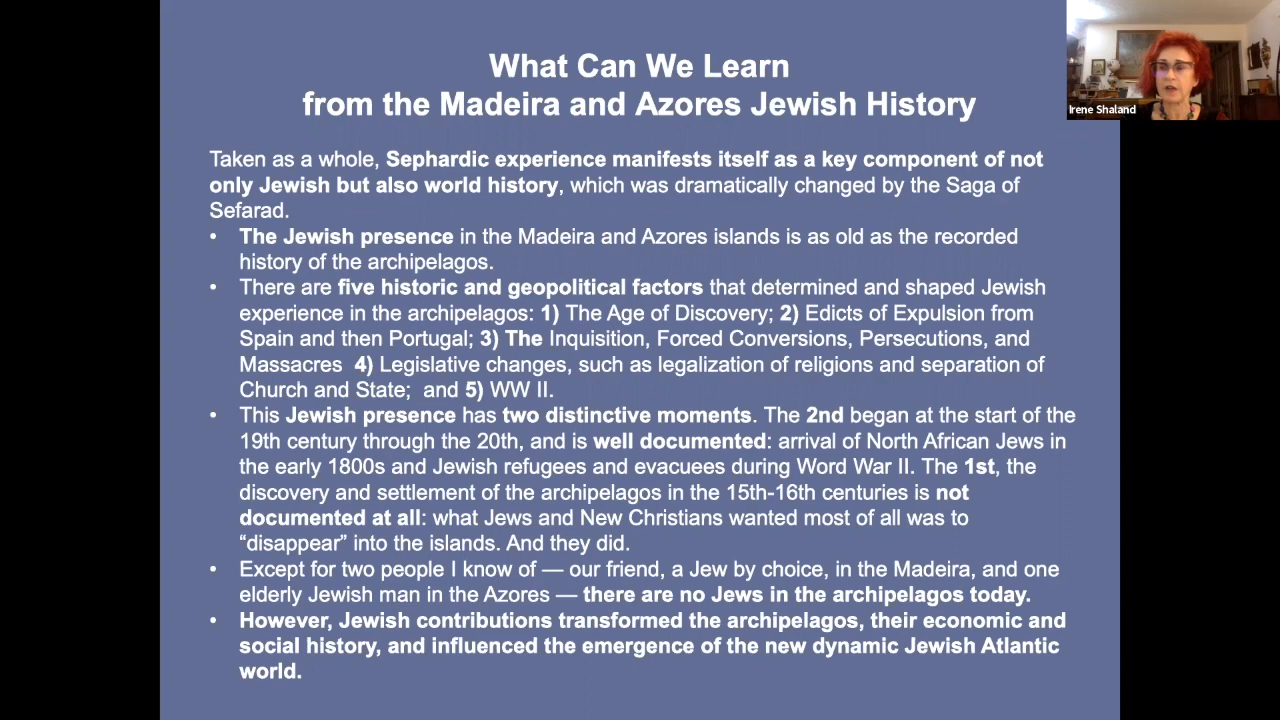 What Can We Learn
from the Madeira and Azores Jewish History
Irene Shaland
Taken as a whole, Sephardic experience manifests itself as a key component of not
only Jewish but also world history, which was dramatically changed by the Saga of
Sefarad.
• The Jewish presence in the Madeira and Azores islands is as old as the recorded
history of the archipelagos.
• There are five historic and geopolitical factors that determined and shaped Jewish
experience in the archipelagos: 1) The Age of Discovery; 2) Edicts of Expulsion from
Spain and then Portugal; 3) The Inquisition, Forced Conversions, Persecutions, and
Massacres 4) Legislative changes, such as legalization of religions and separation of
Church and State; and 5) WW II.
• This Jewish presence has two distinctive moments. The 2nd began at the start of the
19th century through the 20th, and is well documented: arrival of North African Jews in
the early 1800s and Jewish refugees and evacuees during Word War II. The 1st, the
discovery and settlement of the archipelagos in the 15th-16th centuries is not
documented at all: what Jews and New Christians wanted most of all was to
“disappear” into the islands. And they did.
• Except for two people I know of — our friend, a Jew by choice, in the Madeira, and one
elderly Jewish man in the Azores — there are no Jews in the archipelagos today.
• However, Jewish contributions transformed the archipelagos, their economic and
social history, and influenced the emergence of the new dynamic Jewish Atlantic
world.